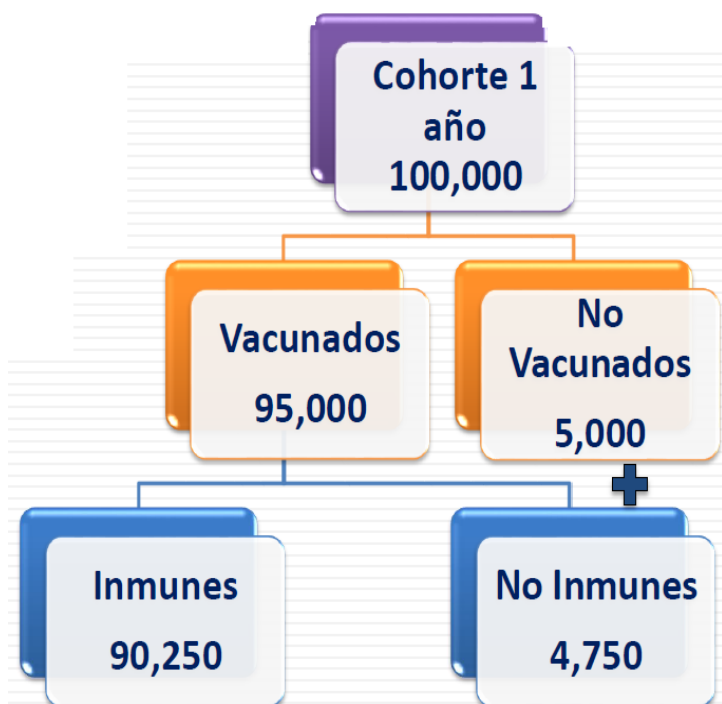 Cohorte 1
año
100,000
Vacunados
95,000
No
Vacunados
5,000
Inmunes
90,250
No Inmunes
4,750